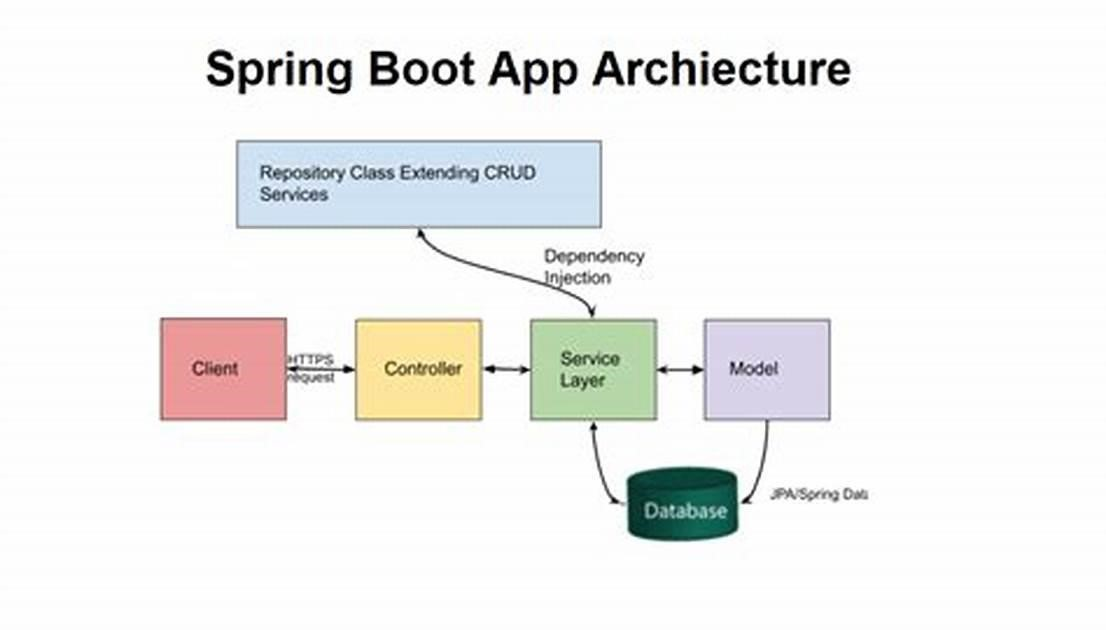 Spring Boot App Archiecture
Repository Class Extending CRUD
Services
Dependency
Injection
Client
HTTPS
request
Controller
Service
Layer
Model
JPA/Spring Data
Database